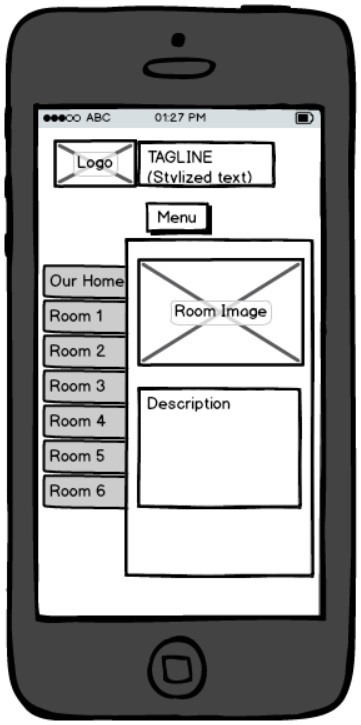 ABC 01:27 PM
Logo
TAGLINE
(Stylized text)
Menu
Our Home
Room 1
Room 2
Room 3
Room 4
Room 5
Room 6
Room Image
Description